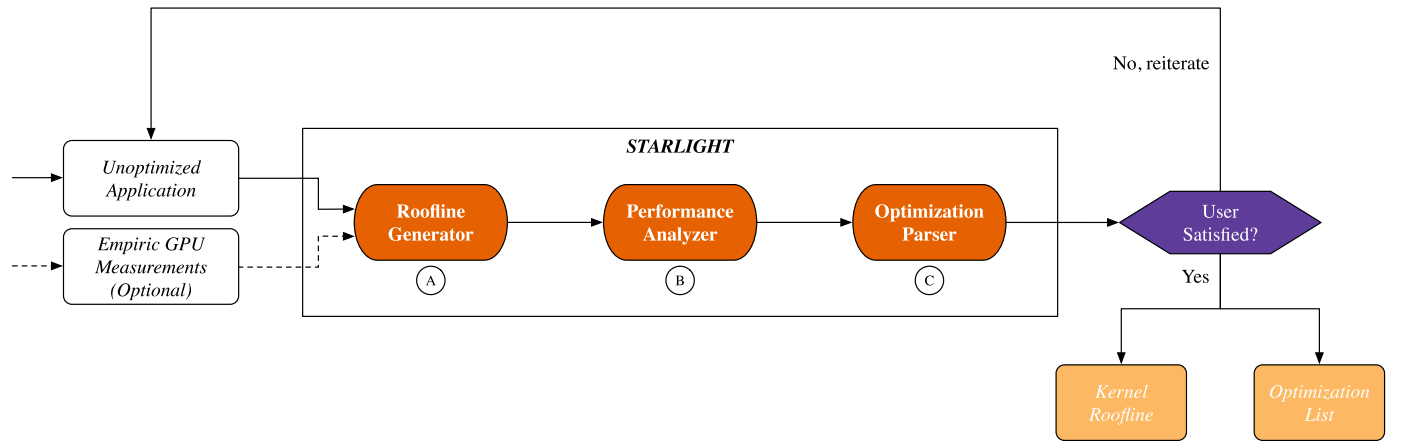 No, reiterate
STARLIGHT
Unoptimized
Application
Empiric GPU
Measurements
(Optional)
Roofline
Generator
A
Performance
Analyzer
B
Optimization
Parser
C
User
Satisfied?
Yes
Kernel
Roofline
Optimization
List